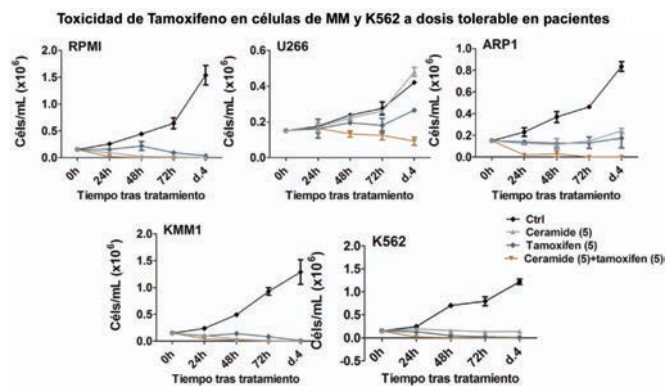 Toxicidad de Tamoxifeno en células de MM y K562 a dosis tolerable en pacientes
RPMI
Céls/mL (x10⁶)
2.0
1.5
1.0
0.5
0.0
0h
24h
48h
72h
d.4
Tiempo tras tratamiento
U266
Céls/mL (x10⁶)
0.6
0.4
0.2
0.0
0h
24h
48h
72h
d.4
Tiempo tras tratamiento
ARP1
Céls/mL (x10⁶)
1.0
0.8
0.6
0.4
0.2
0.0
0h
24h
48h
72h
d.4
Tiempo tras tratamiento
KMM1
Céls/mL (x10⁶)
2.0
1.5
1.0
0.5
0.0
0h
24h
48h
72h
d.4
Tiempo tras tratamiento
K562
Céls/mL (x10⁶)
2.0
1.5
1.0
0.5
0.0
-0.5
0h
24h
48h
72h
d.4
Tiempo tras tratamiento
Ctrl
Ceramide (5)
Tamoxifen (5)
Ceramide (5)+tamoxifen (5)